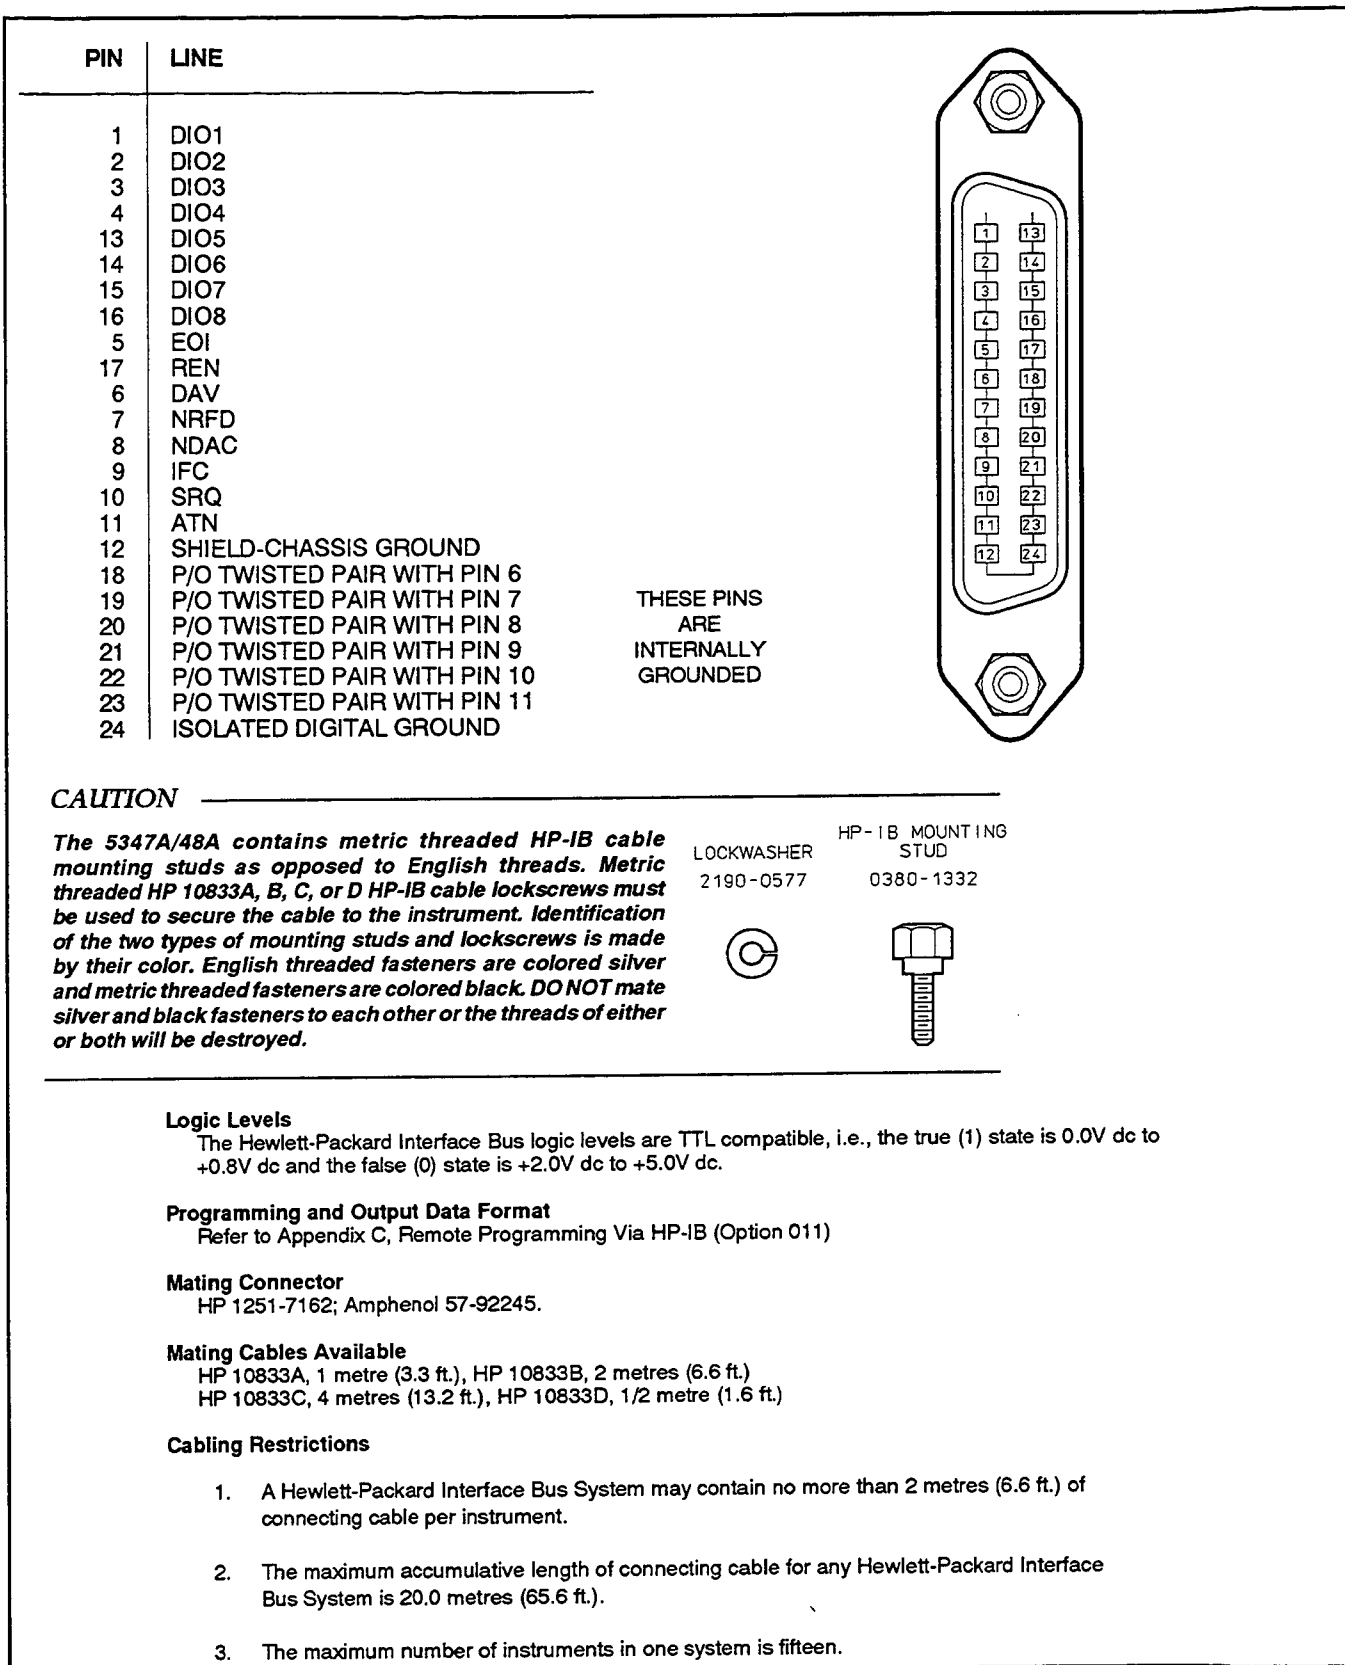 PIN LINE
1 DIO1
2 DIO2
3 DIO3
4 DIO4
13 DIO5
14 DIO6
15 DIO7
16 DIO8
5 EOI
17 REN
6 DAV
7 NRFD
8 NDAC
9 IFC
10 SRQ
11 ATN
12 SHIELD-CHASSIS GROUND
18 P/O TWISTED PAIR WITH PIN 6
19 P/O TWISTED PAIR WITH PIN 7
20 P/O TWISTED PAIR WITH PIN 8
21 P/O TWISTED PAIR WITH PIN 9
22 P/O TWISTED PAIR WITH PIN 10
23 P/O TWISTED PAIR WITH PIN 11
24 ISOLATED DIGITAL GROUND
THESE PINS
ARE
INTERNALLY
GROUNDED
1 13
2 14
3 15
4 16
5 17
6 18
7 19
8 20
9 21
10 22
11 23
12 24
CAUTION
The 5347A/48A contains metric threaded HP-IB cable
mounting studs as opposed to English threads. Metric
threaded HP 10833A, B, C, or D HP-IB cable lockscrews must
be used to secure the cable to the instrument. Identification
of the two types of mounting studs and lockscrews is made
by their color. English threaded fasteners are colored silver
and metric threaded fasteners are colored black. DO NOT mate
silver and black fasteners to each other or the threads of either
or both will be destroyed.
LOCKWASHER
2190-0577
HP-IB MOUNTING
STUD
0380-1332
Logic Levels
The Hewlett-Packard Interface Bus logic levels are TTL compatible, i.e., the true (1) state is 0.0V dc to
+0.8V dc and the false (0) state is +2.0V dc to +5.0V dc.
Programming and Output Data Format
Refer to Appendix C, Remote Programming Via HP-IB (Option 011)
Mating Connector
HP 1251-7162; Amphenol 57-92245.
Mating Cables Available
HP 10833A, 1 metre (3.3 ft.), HP 10833B, 2 metres (6.6 ft.)
HP 10833C, 4 metres (13.2 ft.), HP 10833D, 1/2 metre (1.6 ft.)
Cabling Restrictions
1. A Hewlett-Packard Interface Bus System may contain no more than 2 metres (6.6 ft.) of
connecting cable per instrument.
2. The maximum accumulative length of connecting cable for any Hewlett-Packard Interface
Bus System is 20.0 metres (65.6 ft.).
3. The maximum number of instruments in one system is fifteen.